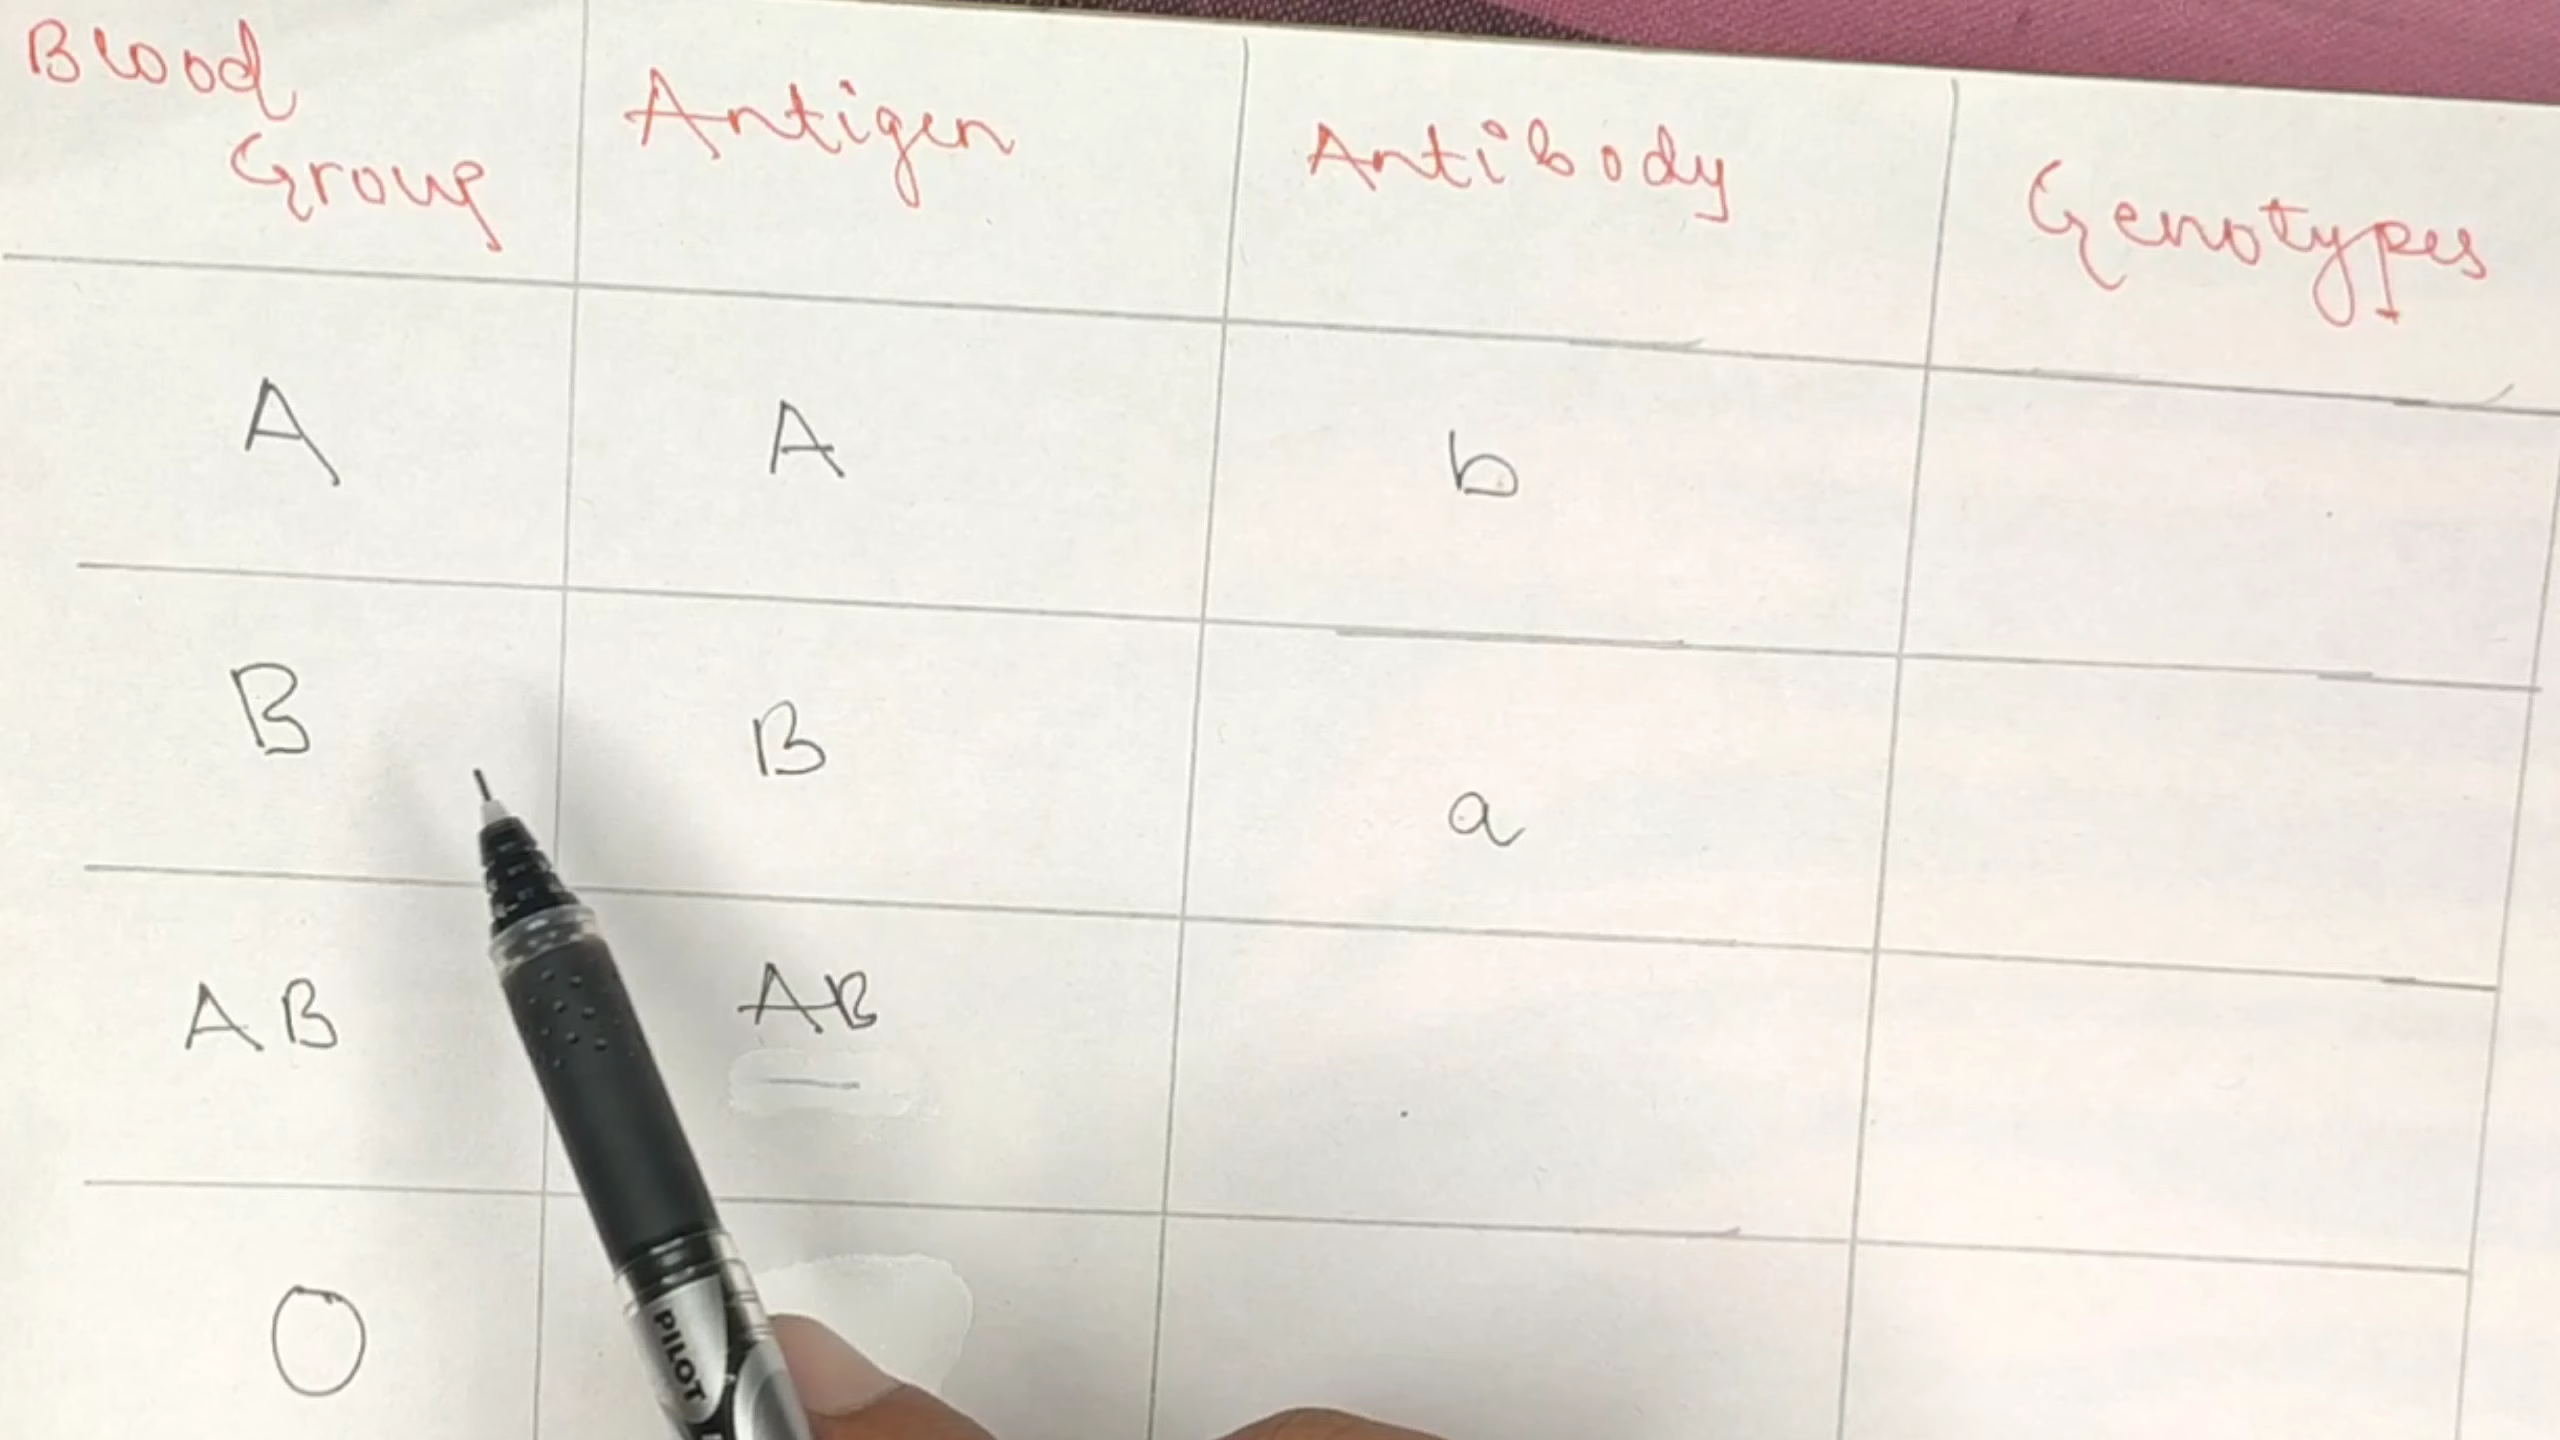 Blood Group
Antigen
Antibody
Genotypes
A
A
b
B
B
a
AB
AB
—
O
PILOT